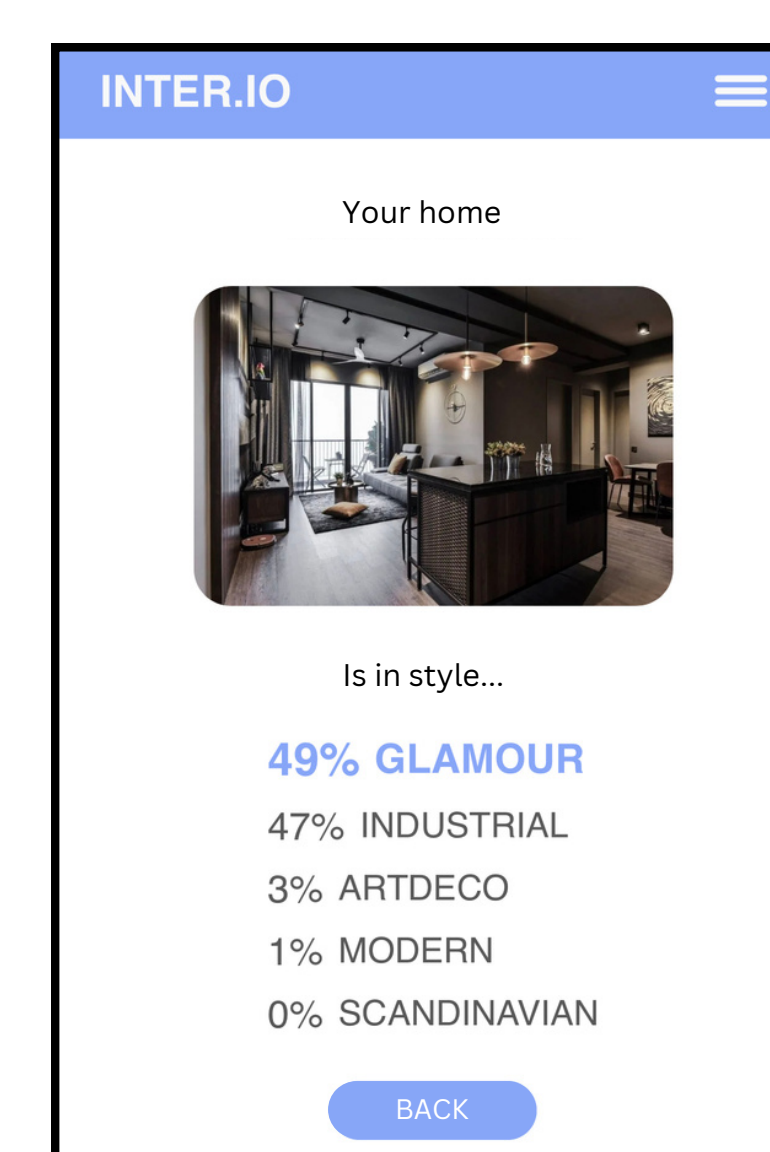 INTER.IO
Your home
Is in style...
49% GLAMOUR
47% INDUSTRIAL
3% ARTDECO
1% MODERN
0% SCANDINAVIAN
BACK